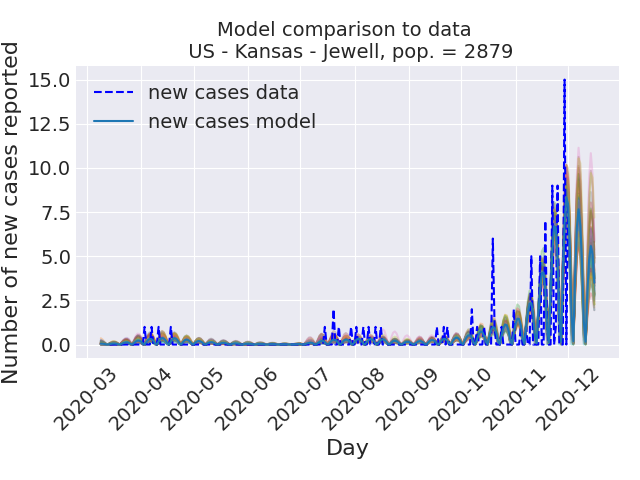 Model comparison to data
US - Kansas - Jewell, pop. = 2879
Number of new cases reported
15.0
12.5
10.0
7.5
5.0
2.5
0.0
new cases data
new cases model
2020-03
2020-04
2020-05
2020-06
2020-07
2020-08
2020-09
2020-10
2020-11
2020-12
Day